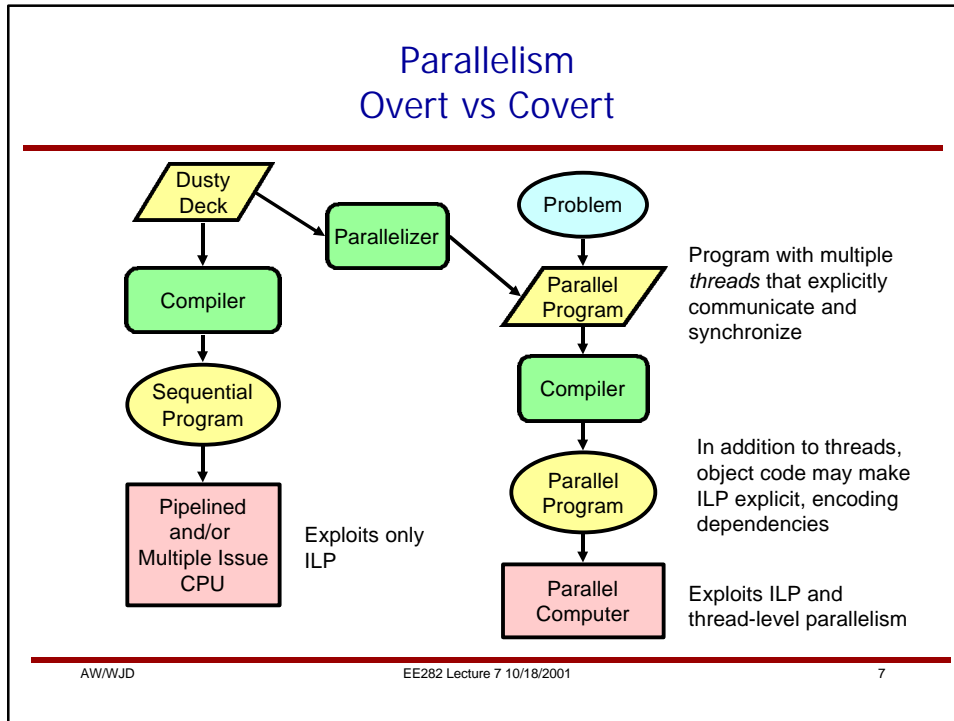 Parallelism
Overt vs Covert
Dusty
Deck
Parallelizer
Compiler
Sequential
Program
Pipelined
and/or
Multiple Issue
CPU
Exploits only
ILP
Problem
Parallel
Program
Program with multiple
threads that explicitly
communicate and
synchronize
Compiler
Parallel
Program
In addition to threads,
object code may make
ILP explicit, encoding
dependencies
Parallel
Computer
Exploits ILP and
thread-level parallelism
AW/WJD
EE282 Lecture 7 10/18/2001
7